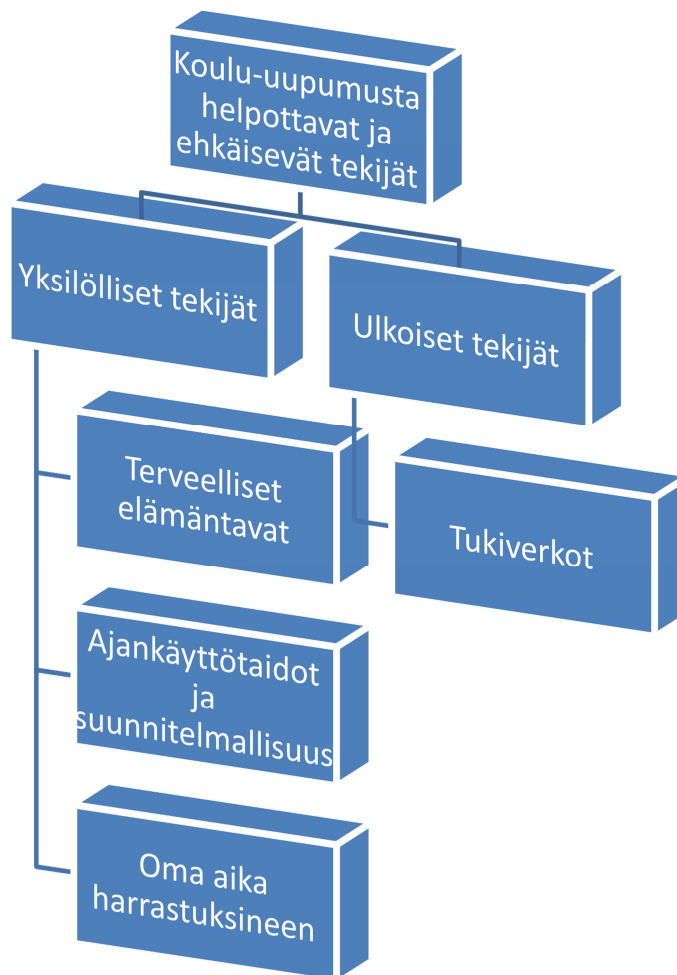 Koulu-uupumusta
helpottavat ja
ehkäisevät tekijät
Yksilölliset tekijät
Ulkoiset tekijät
Terveelliset
elämäntavat
Tukiverkot
Ajankäyttötaidot
ja
suunnitelmallisuus
Oma aika
harrastuksineen